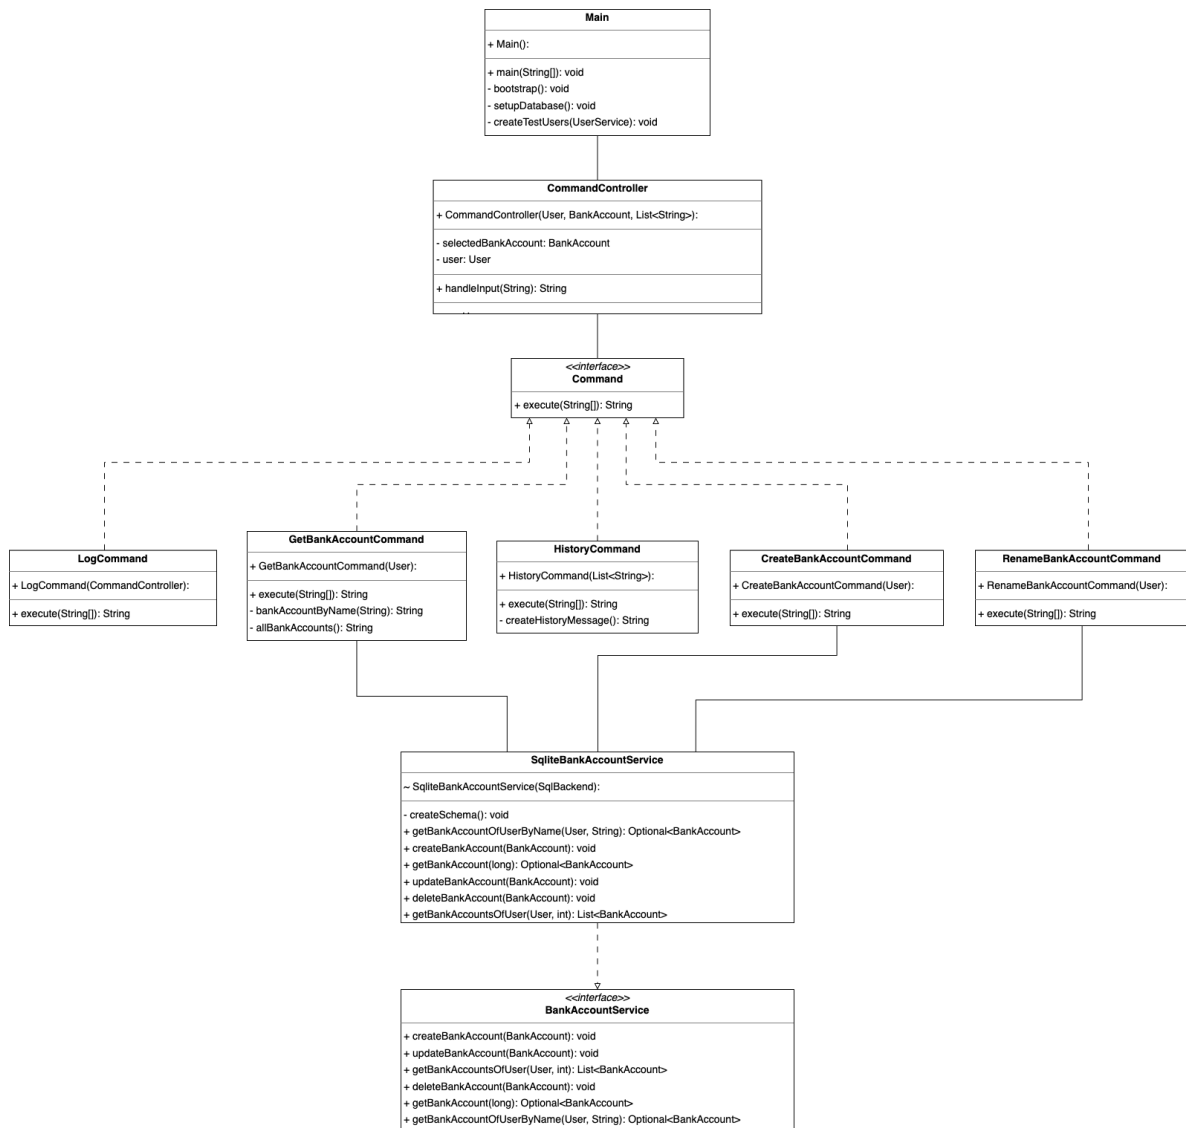 Main
+ Main():
+ main(String[]): void
- bootstrap(): void
- setupDatabase(): void
- createTestUsers(UserService): void
CommandController
+ CommandController(User, BankAccount, List<String>):
- selectedBankAccount: BankAccount
- user: User
+ handleInput(String): String
<<interface>>
Command
+ execute(String[]): String
LogCommand
+ LogCommand(CommandController):
+ execute(String[]): String
GetBankAccountCommand
+ GetBankAccountCommand(User):
+ execute(String[]): String
- bankAccountByName(String): String
- allBankAccounts(): String
HistoryCommand
+ HistoryCommand(List<String>):
+ execute(String[]): String
- createHistoryMessage(): String
CreateBankAccountCommand
+ CreateBankAccountCommand(User):
+ execute(String[]): String
RenameBankAccountCommand
+ RenameBankAccountCommand(User):
+ execute(String[]): String
SqliteBankAccountService
~ SqliteBankAccountService(SqlBackend):
- createSchema(): void
+ getBankAccountOfUserByName(User, String): Optional<BankAccount>
+ createBankAccount(BankAccount): void
+ getBankAccount(long): Optional<BankAccount>
+ updateBankAccount(BankAccount): void
+ deleteBankAccount(BankAccount): void
+ getBankAccountsOfUser(User, int): List<BankAccount>
<<interface>>
BankAccountService
+ createBankAccount(BankAccount): void
+ updateBankAccount(BankAccount): void
+ getBankAccountsOfUser(User, int): List<BankAccount>
+ deleteBankAccount(BankAccount): void
+ getBankAccount(long): Optional<BankAccount>
+ getBankAccountOfUserByName(User, String): Optional<BankAccount>